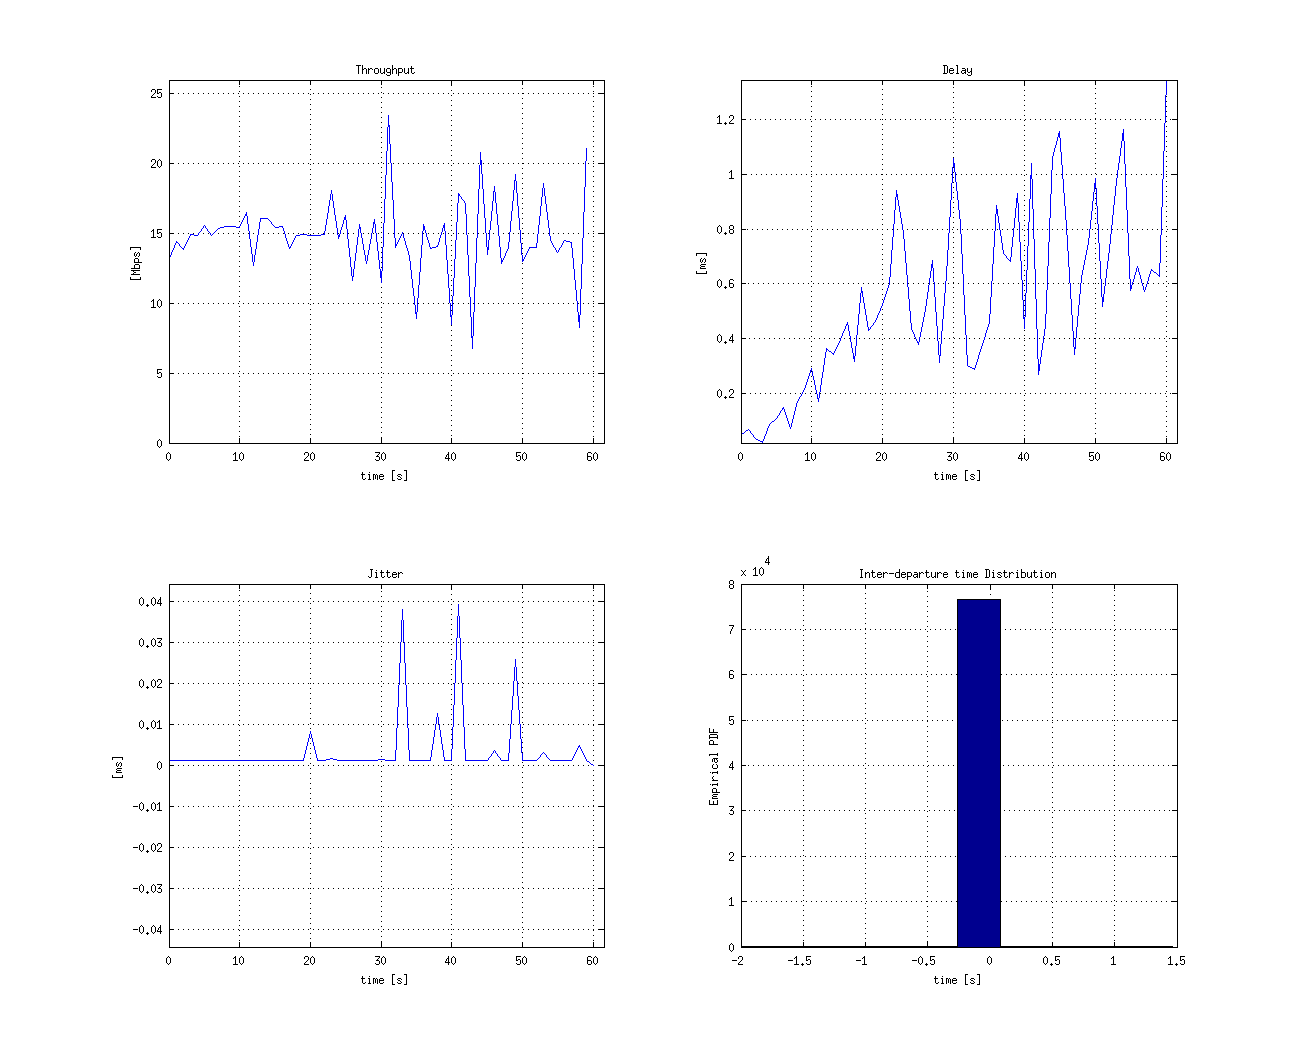 Throughput
25
20
15
10
5
0
[Mbps]
0 10 20 30 40 50 60
time [s]
Delay
1.2
1
0.8
0.6
0.4
0.2
[ms]
0 10 20 30 40 50 60
time [s]
Jitter
0.04
0.03
0.02
0.01
0
-0.01
-0.02
-0.03
-0.04
[ms]
0 10 20 30 40 50 60
time [s]
x 10 4
Inter-departure time Distribution
8
7
6
5
4
3
2
1
0
Empirical PDF
-2 -1.5 -1 -0.5 0 0.5 1 1.5
time [s]